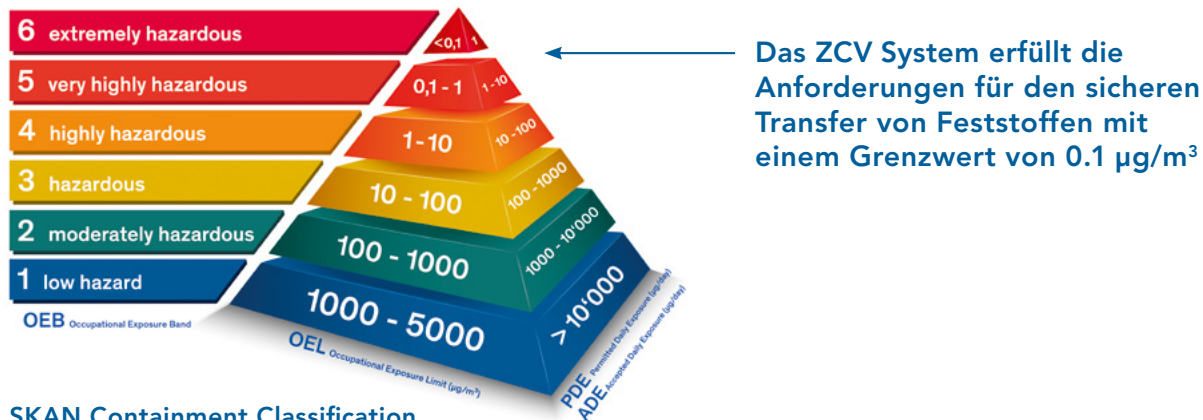 6 extremely hazardous
<0,1 1
5 very highly hazardous
0,1 - 1 1-10
4 highly hazardous
1-10 10-100
3 hazardous
10 - 100 100-1000
2 moderately hazardous
100 - 1000 1000 - 10'000
1 low hazard
1000 - 5000 > 10'000
OEB Occupational Exposure Band
OEL Occupational Exposure Limit (µg/m³)
PDE Permitted Daily Exposure (µg/day)
ADE Accepted Daily Exposure (µg/day)
Das ZCV System erfüllt die
Anforderungen für den sicheren
Transfer von Feststoffen mit
einem Grenzwert von 0.1 µg/m³
SKAN Containment Classification